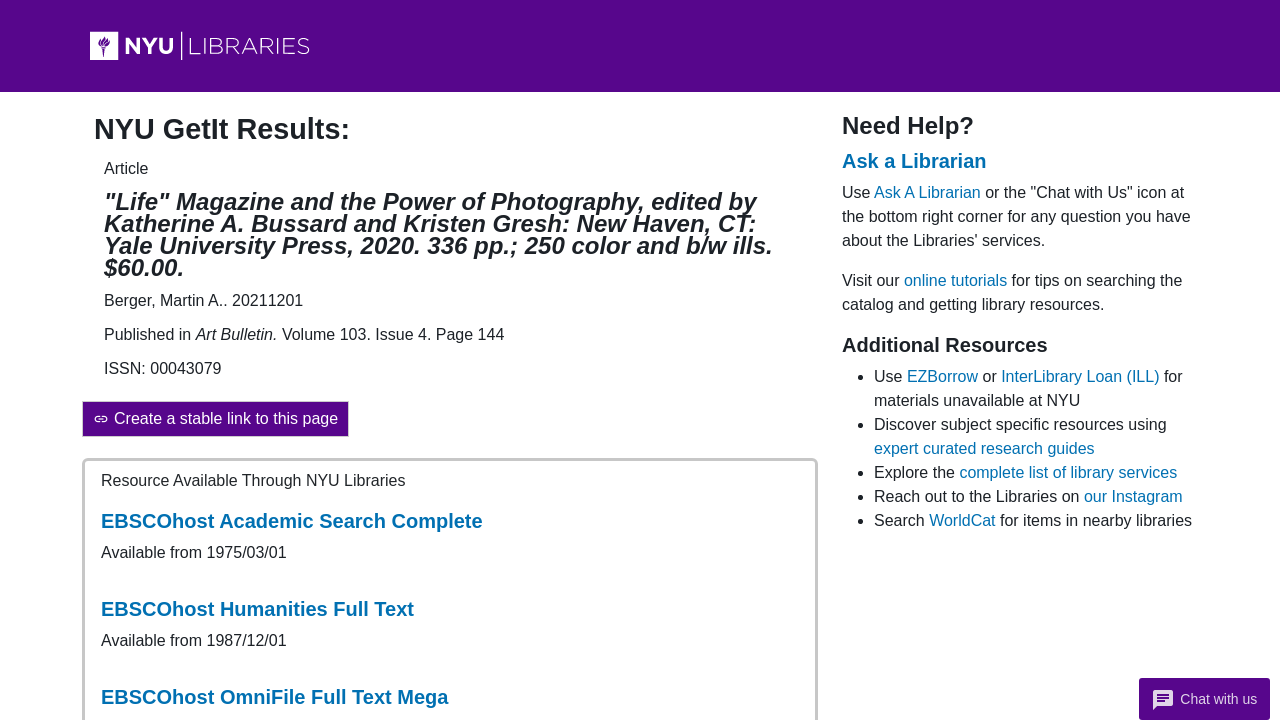 NYU LIBRARIES
NYU GetIt Results:
Article
"Life" Magazine and the Power of Photography, edited by
Katherine A. Bussard and Kristen Gresh: New Haven, CT:
Yale University Press, 2020. 336 pp.; 250 color and b/w ills.
$60.00.
Berger, Martin A.. 20211201
Published in Art Bulletin. Volume 103. Issue 4. Page 144
ISSN: 00043079
Create a stable link to this page
Resource Available Through NYU Libraries
EBSCOhost Academic Search Complete
Available from 1975/03/01
EBSCOhost Humanities Full Text
Available from 1987/12/01
EBSCOhost OmniFile Full Text Mega
Need Help?
Ask a Librarian
Use Ask A Librarian or the "Chat with Us" icon at
the bottom right corner for any question you have
about the Libraries' services.
Visit our online tutorials for tips on searching the
catalog and getting library resources.
Additional Resources
Use EZBorrow or InterLibrary Loan (ILL) for
materials unavailable at NYU
Discover subject specific resources using
expert curated research guides
Explore the complete list of library services
Reach out to the Libraries on our Instagram
Search WorldCat for items in nearby libraries
Chat with us